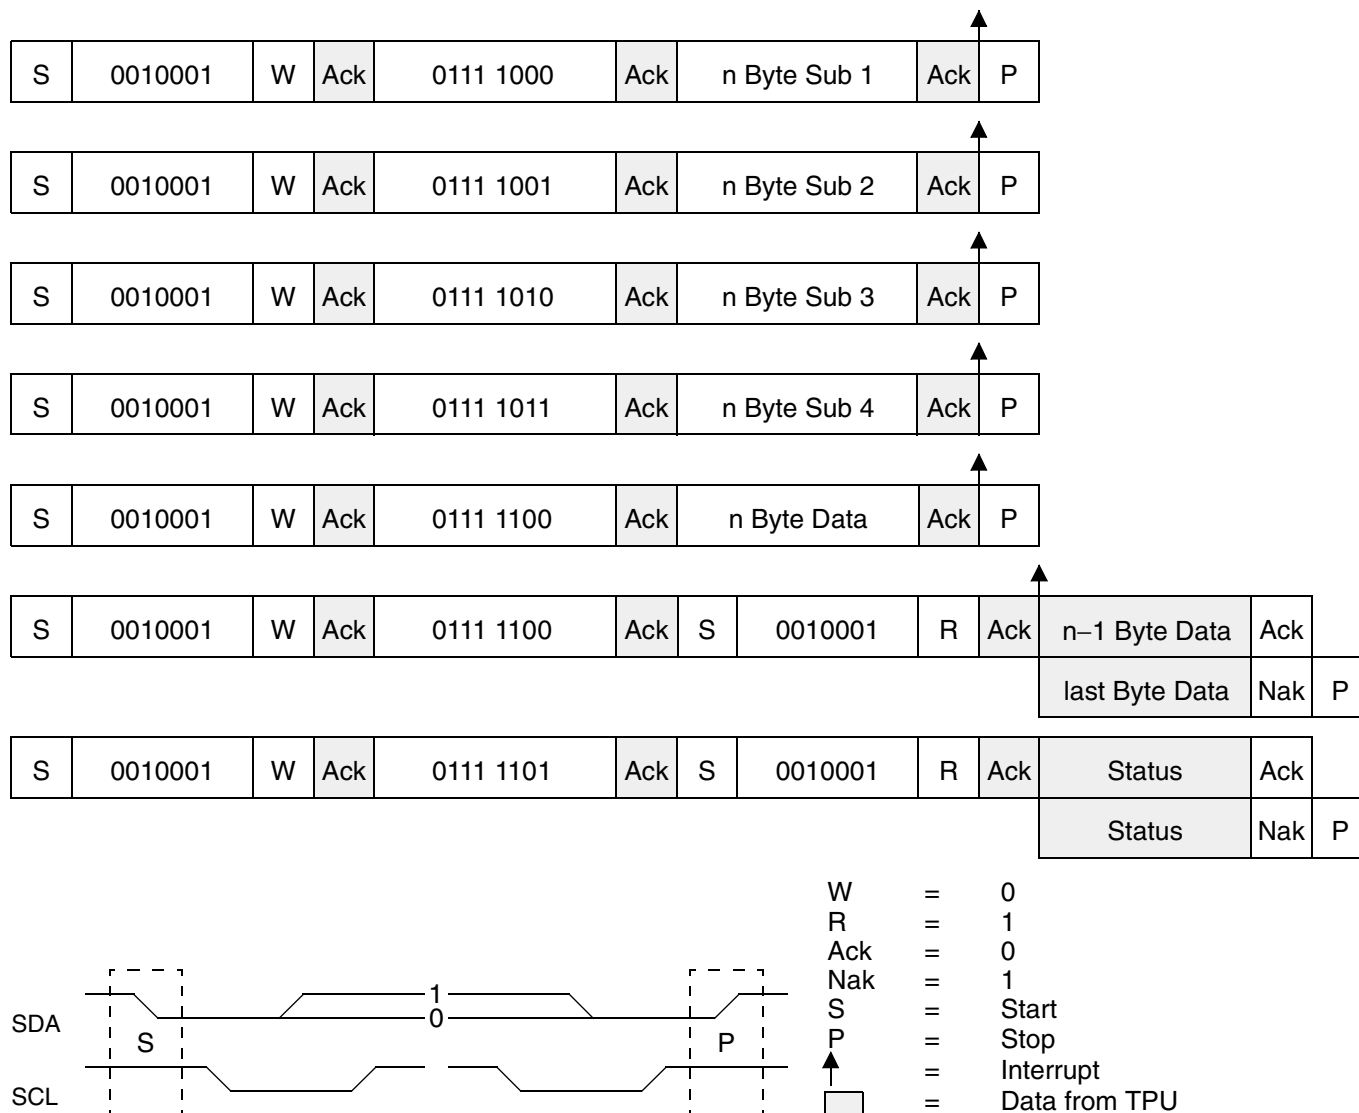 S 0010001 W Ack 0111 1000 Ack n Byte Sub 1 Ack P
S 0010001 W Ack 0111 1001 Ack n Byte Sub 2 Ack P
S 0010001 W Ack 0111 1010 Ack n Byte Sub 3 Ack P
S 0010001 W Ack 0111 1011 Ack n Byte Sub 4 Ack P
S 0010001 W Ack 0111 1100 Ack n Byte Data Ack P
S 0010001 W Ack 0111 1100 Ack S 0010001 R Ack n–1 Byte Data Ack
last Byte Data Nak P
S 0010001 W Ack 0111 1101 Ack S 0010001 R Ack Status Ack
Status Nak P
W = 0
R = 1
Ack = 0
Nak = 1
S = Start
P = Stop
= Interrupt
= Data from TPU
1
SDA 0
S P
SCL